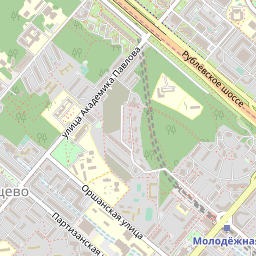 Рублёвское шоссе
улица Академика Павлова
цево
Оршанская улица
Партизанская
Молодёжная